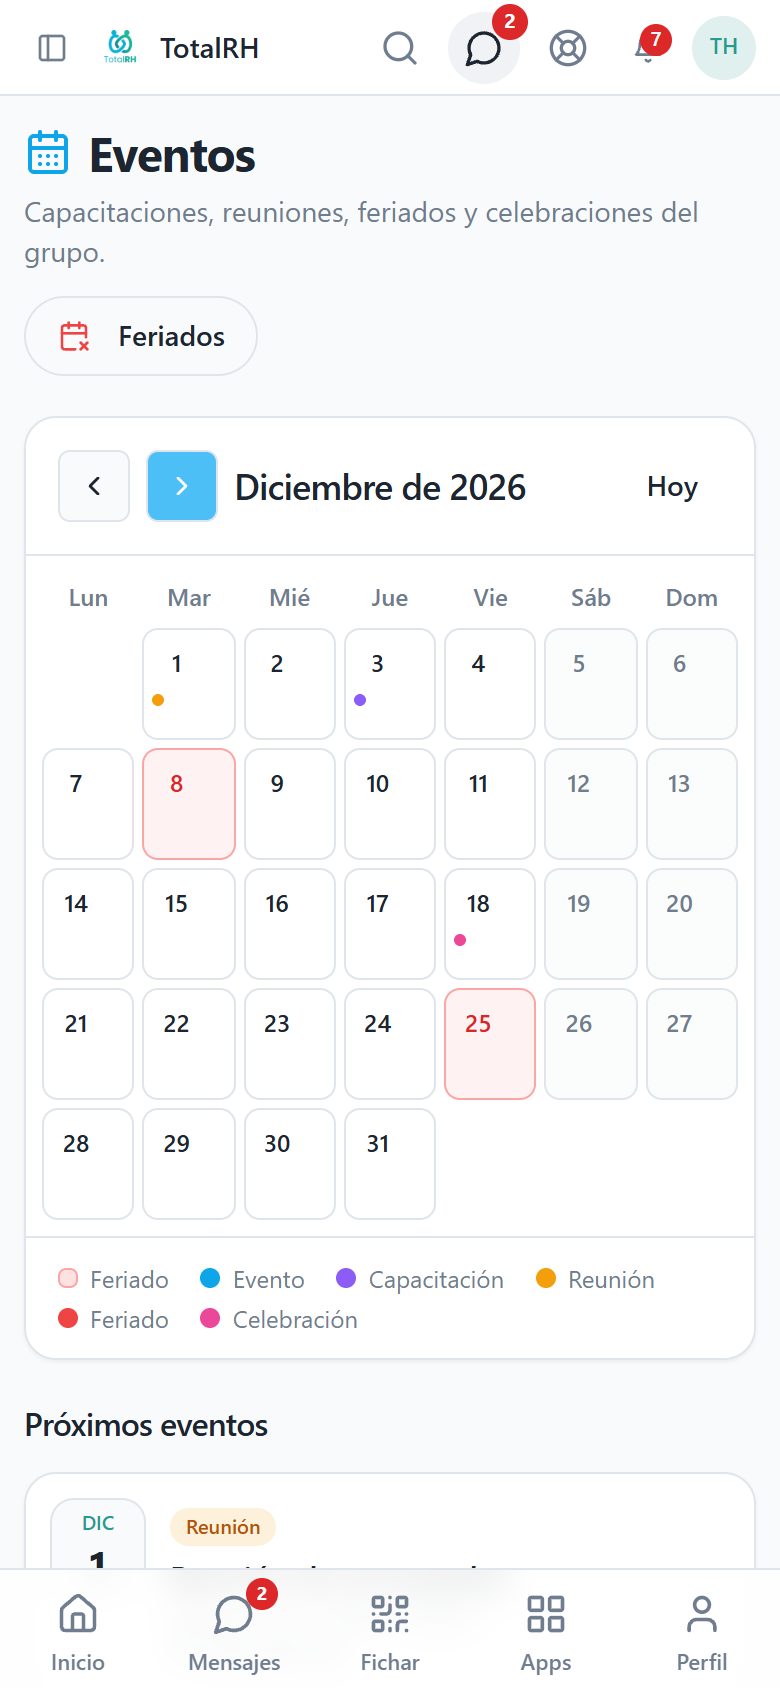 TotalRH
TotalRH
2
7
TH
Eventos
Capacitaciones, reuniones, feriados y celebraciones del
grupo.
Feriados
Diciembre de 2026
Hoy
Lun Mar Mié Jue Vie Sáb Dom
1 2 3 4 5 6
7 8 9 10 11 12 13
14 15 16 17 18 19 20
21 22 23 24 25 26 27
28 29 30 31
Feriado Evento Capacitación Reunión
Feriado Celebración
Próximos eventos
DIC
1
Reunión
2
Inicio Mensajes Fichar Apps Perfil